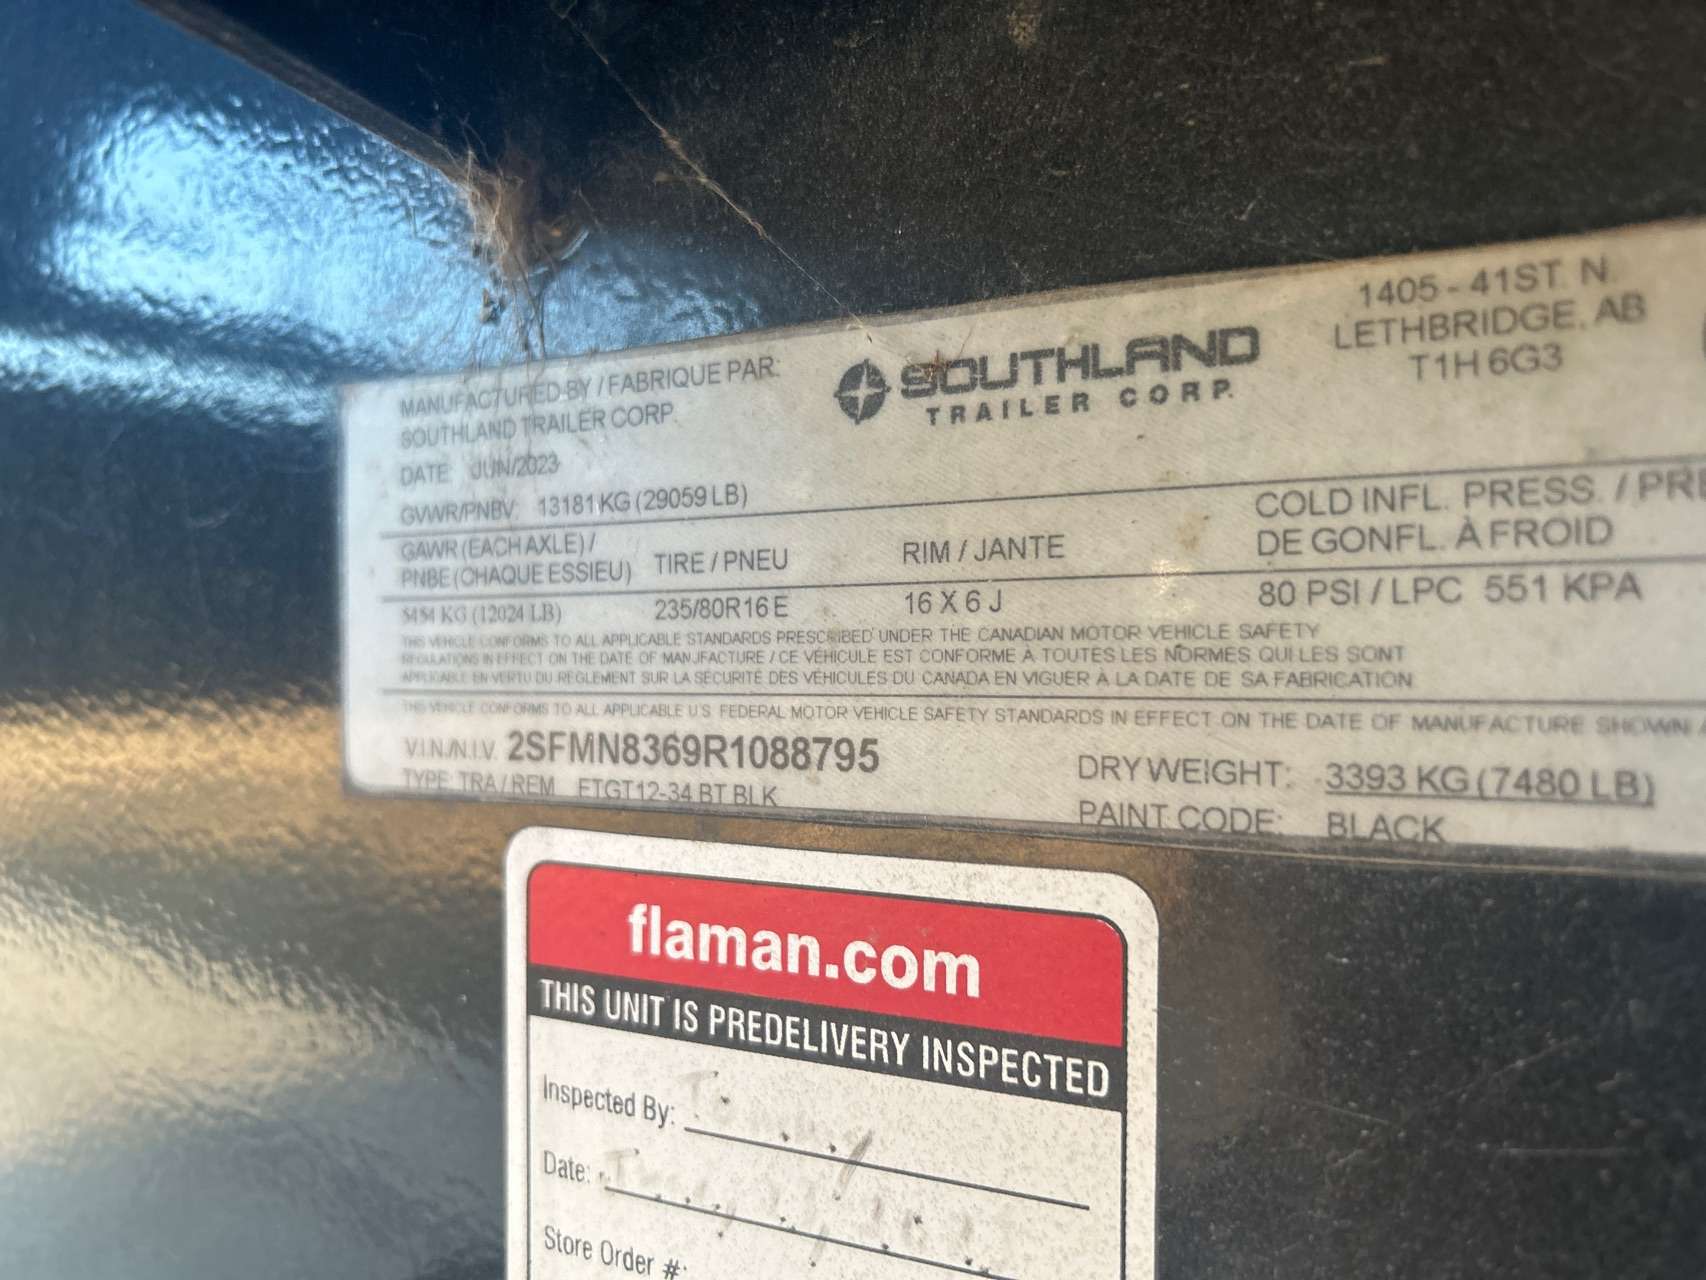 MANUFACTURED BY / FABRIQUE PAR:
SOUTHLAND TRAILER CORP.
SOUTHLAND
TRAILER CORP.
1405 - 41ST. N.
LETHBRIDGE, AB
T1H 6G3
DATE: JUN/2023
GVWR/PNBV: 13181 KG (29059 LB)
GAWR (EACH AXLE) /
PNBE (CHAQUE ESSIEU)
TIRE / PNEU
RIM / JANTE
COLD INFL. PRESS. / PRE
DE GONFL. À FROID
5454 KG (12024 LB)
235/80R16 E
16 X 6 J
80 PSI / LPC 551 KPA
THIS VEHICLE CONFORMS TO ALL APPLICABLE STANDARDS PRESCRIBED UNDER THE CANADIAN MOTOR VEHICLE SAFETY
REGULATIONS IN EFFECT ON THE DATE OF MANUFACTURE / CE VÉHICULE EST CONFORME À TOUTES LES NORMES QUI LES SONT
APPLICABLE EN VERTU DU RÈGLEMENT SUR LA SÉCURITÉ DES VÉHICULES DU CANADA EN VIGUER À LA DATE DE SA FABRICATION
THIS VEHICLE CONFORMS TO ALL APPLICABLE U.S. FEDERAL MOTOR VEHICLE SAFETY STANDARDS IN EFFECT ON THE DATE OF MANUFACTURE SHOWN
V.I.N./N.I.V. 2SFMN8369R1088795
TYPE: TRA / REM FTGT12-34 BT BLK
DRY WEIGHT: 3393 KG (7480 LB)
PAINT CODE: BLACK
flaman.com
THIS UNIT IS PREDELIVERY INSPECTED
Inspected By:
Date:
Store Order #: